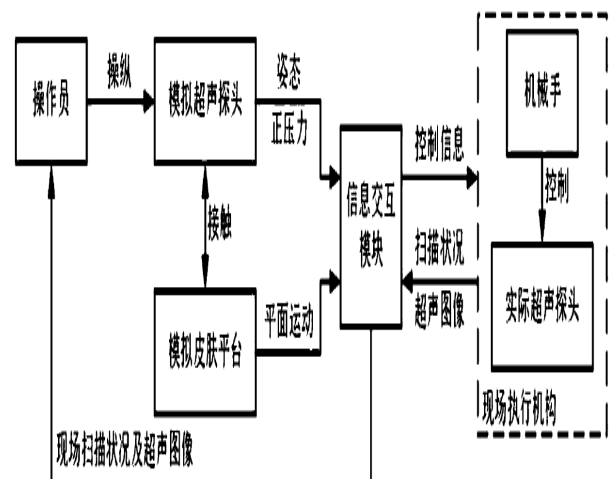 操作员
操纵
模拟超声探头
姿态
正压力
接触
模拟皮肤平台
平面运动
信息交互
模块
控制信息
扫描状况
超声图像
机械手
控制
实际超声探头
现场执行机构
现场扫描状况及超声图像